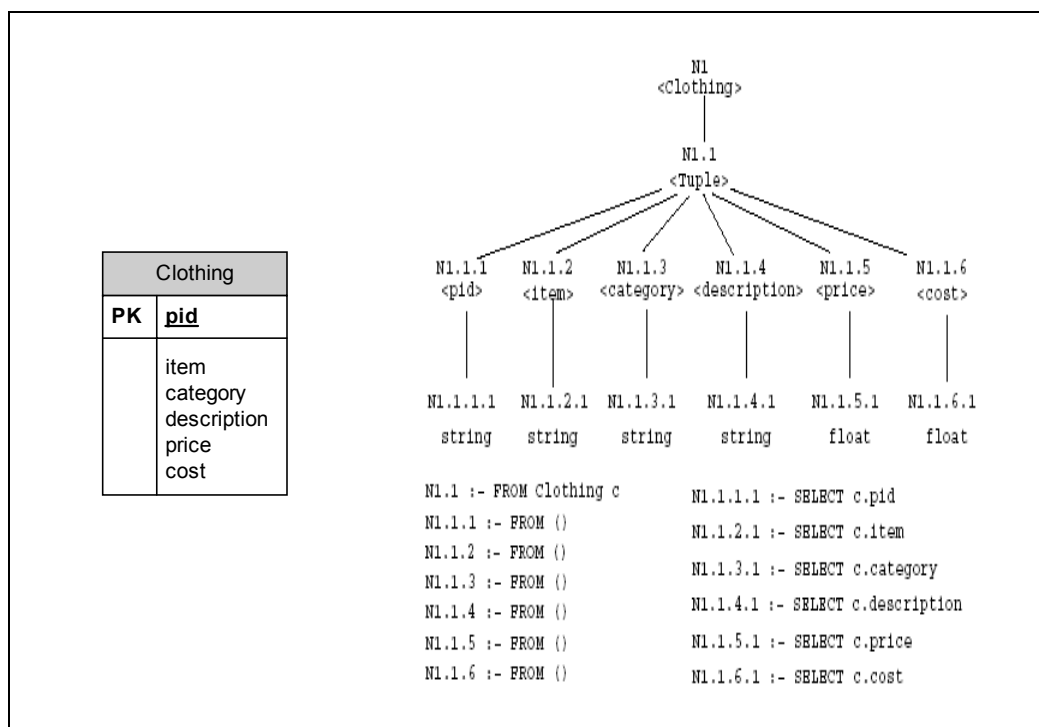 Clothing
PK pid
item
category
description
price
cost
N1
<Clothing>
N1.1
<Tuple>
N1.1.1 N1.1.2 N1.1.3 N1.1.4 N1.1.5 N1.1.6
<pid> <item> <category> <description> <price> <cost>
N1.1.1.1 N1.1.2.1 N1.1.3.1 N1.1.4.1 N1.1.5.1 N1.1.6.1
string string string string float float
N1.1 :- FROM Clothing c
N1.1.1 :- FROM ()
N1.1.2 :- FROM ()
N1.1.3 :- FROM ()
N1.1.4 :- FROM ()
N1.1.5 :- FROM ()
N1.1.6 :- FROM ()
N1.1.1.1 :- SELECT c.pid
N1.1.2.1 :- SELECT c.item
N1.1.3.1 :- SELECT c.category
N1.1.4.1 :- SELECT c.description
N1.1.5.1 :- SELECT c.price
N1.1.6.1 :- SELECT c.cost